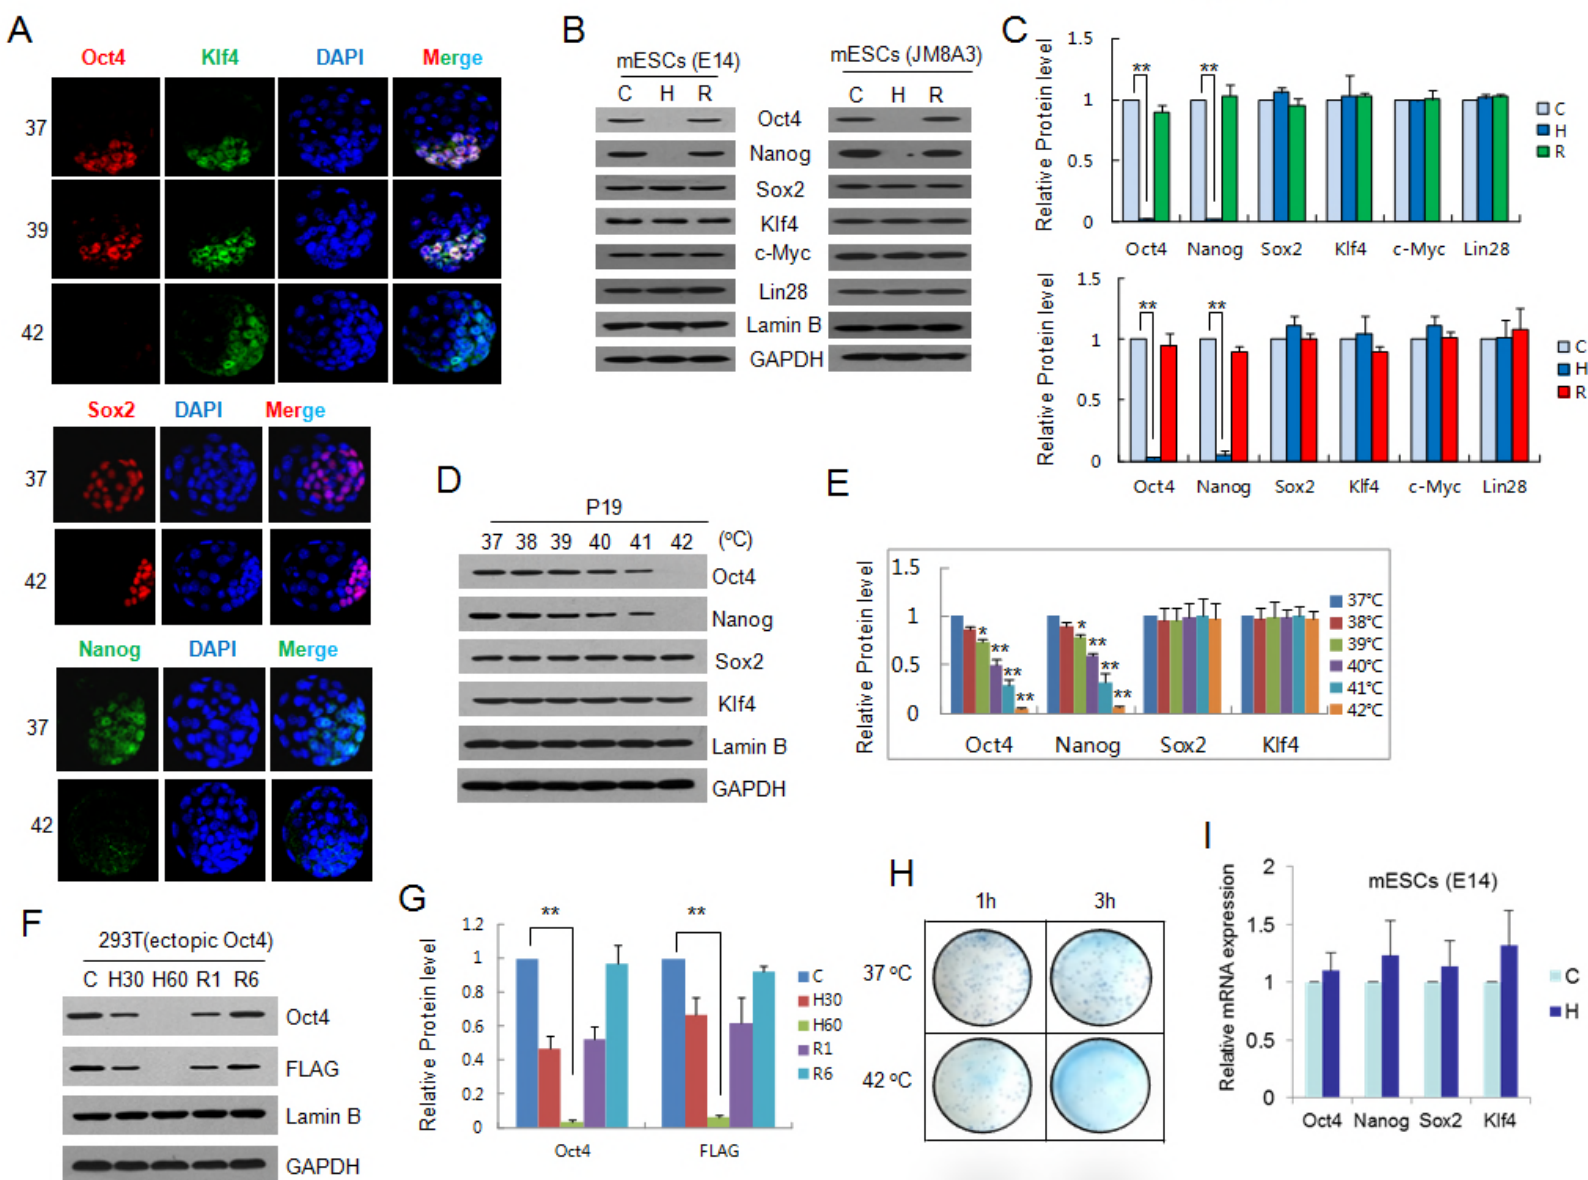 A
Oct4 Klf4 DAPI Merge
37
39
42
Sox2 DAPI Merge
37
42
Nanog DAPI Merge
37
42
B
mESCs (E14)
C H R
mESCs (JM8A3)
C H R
Oct4
Nanog
Sox2
Klf4
c-Myc
Lin28
Lamin B
GAPDH
C
Relative Protein level
1.5
1
0.5
0
Oct4 Nanog Sox2 Klf4 c-Myc Lin28
** **
C
H
R
Relative Protein level
1.5
1
0.5
0
Oct4 Nanog Sox2 Klf4 c-Myc Lin28
** **
C
H
R
D
P19
37 38 39 40 41 42 (ºC)
Oct4
Nanog
Sox2
Klf4
Lamin B
GAPDH
E
Relative Protein level
1.5
1
0.5
0
* ** ** **
* ** ** **
Oct4 Nanog Sox2 Klf4
37℃
38℃
39℃
40℃
41℃
42℃
F
293T(ectopic Oct4)
C H30 H60 R1 R6
Oct4
FLAG
Lamin B
GAPDH
G
Relative Protein level
1.2
1
0.8
0.6
0.4
0.2
0
** **
Oct4 FLAG
C
H30
H60
R1
R6
H
1h 3h
37 ºC
42 ºC
I
mESCs (E14)
Relative mRNA expression
2
1.5
1
0.5
0
Oct4 Nanog Sox2 Klf4
C
H